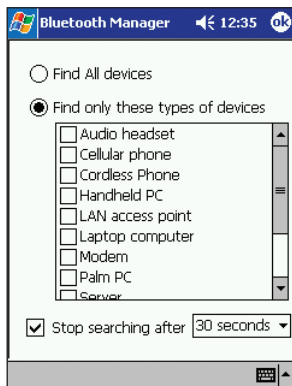 Bluetooth Manager 12:35 ok
Find All devices
Find only these types of devices
Audio headset
Cellular phone
Cordless Phone
Handheld PC
LAN access point
Laptop computer
Modem
Palm PC
Server
Stop searching after 30 seconds